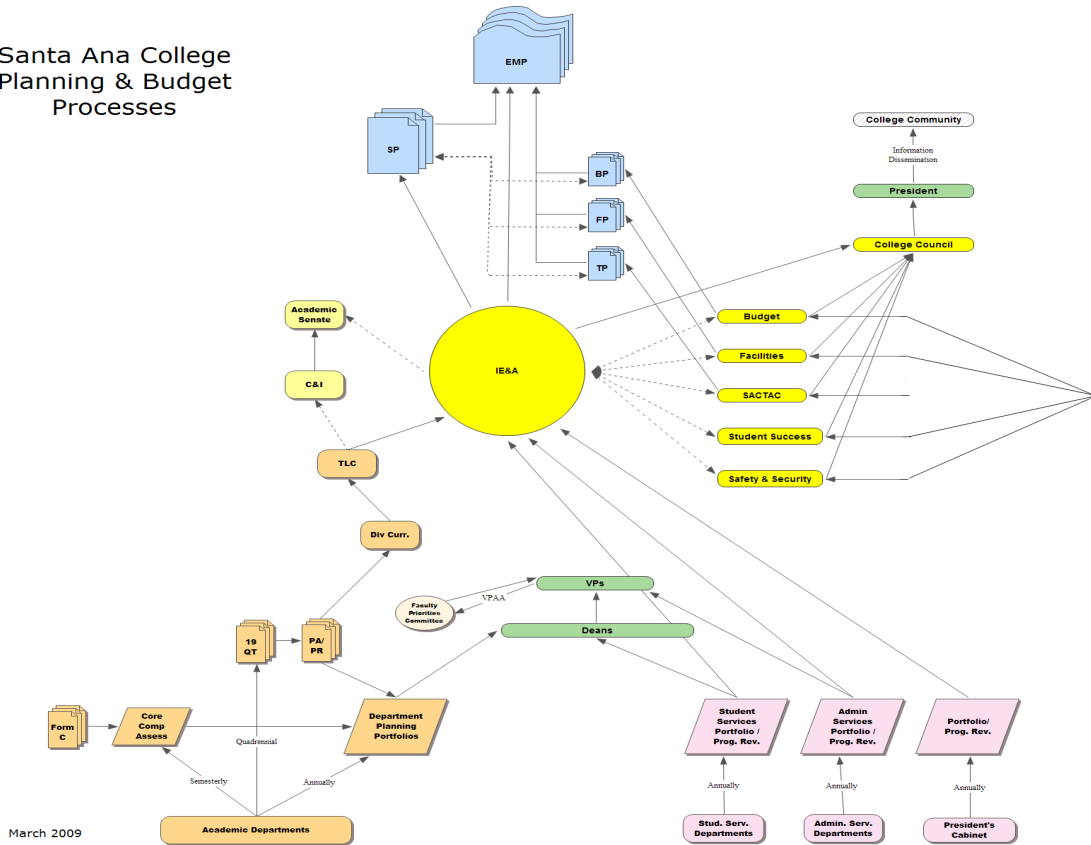 Santa Ana College
Planning & Budget
Processes
EMP
SP
BP
FP
TP
College Community
Information
Dissemination
President
College Council
Academic
Senate
C&I
IE&A
Budget
Facilities
SACTAC
Student Success
Safety & Security
TLC
Div Curr.
VPs
VPAA
Faculty
Priorities
Committee
Deans
19
QT
PA/
PR
Form
C
Core
Comp
Assess
Department
Planning
Portfolios
Quadrennial
Semesterly
Annually
Academic Departments
Student
Services
Portfolio /
Prog. Rev.
Admin
Services
Portfolio /
Prog. Rev.
Portfolio/
Prog. Rev.
Annually
Annually
Annually
Stud. Serv.
Departments
Admin. Serv.
Departments
President's
Cabinet
March 2009